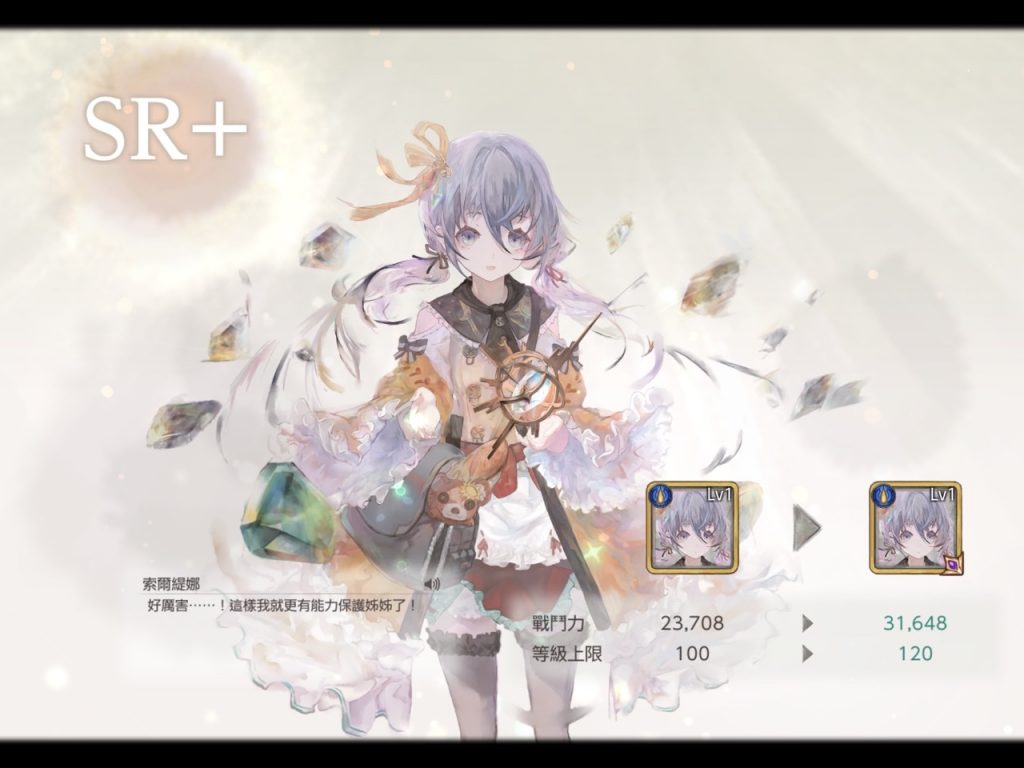 SR+
Lv1
Lv1
索爾緹娜
好厲害……！這樣我就更有能力保護姊姊了！
戰鬥力 23,708 31,648
等級上限 100 120